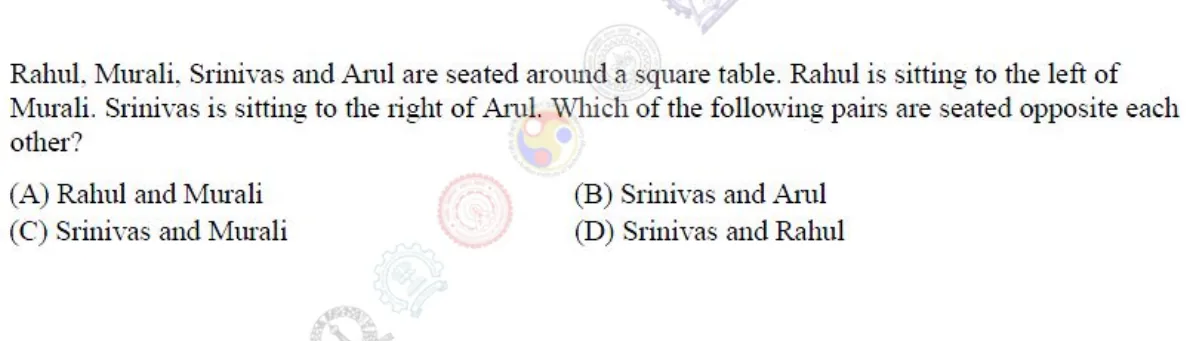 Rahul, Murali, Srinivas and Arul are seated around a square table. Rahul is sitting to the left of
Murali. Srinivas is sitting to the right of Arul. Which of the following pairs are seated opposite each
other?
(A) Rahul and Murali (B) Srinivas and Arul
(C) Srinivas and Murali (D) Srinivas and Rahul